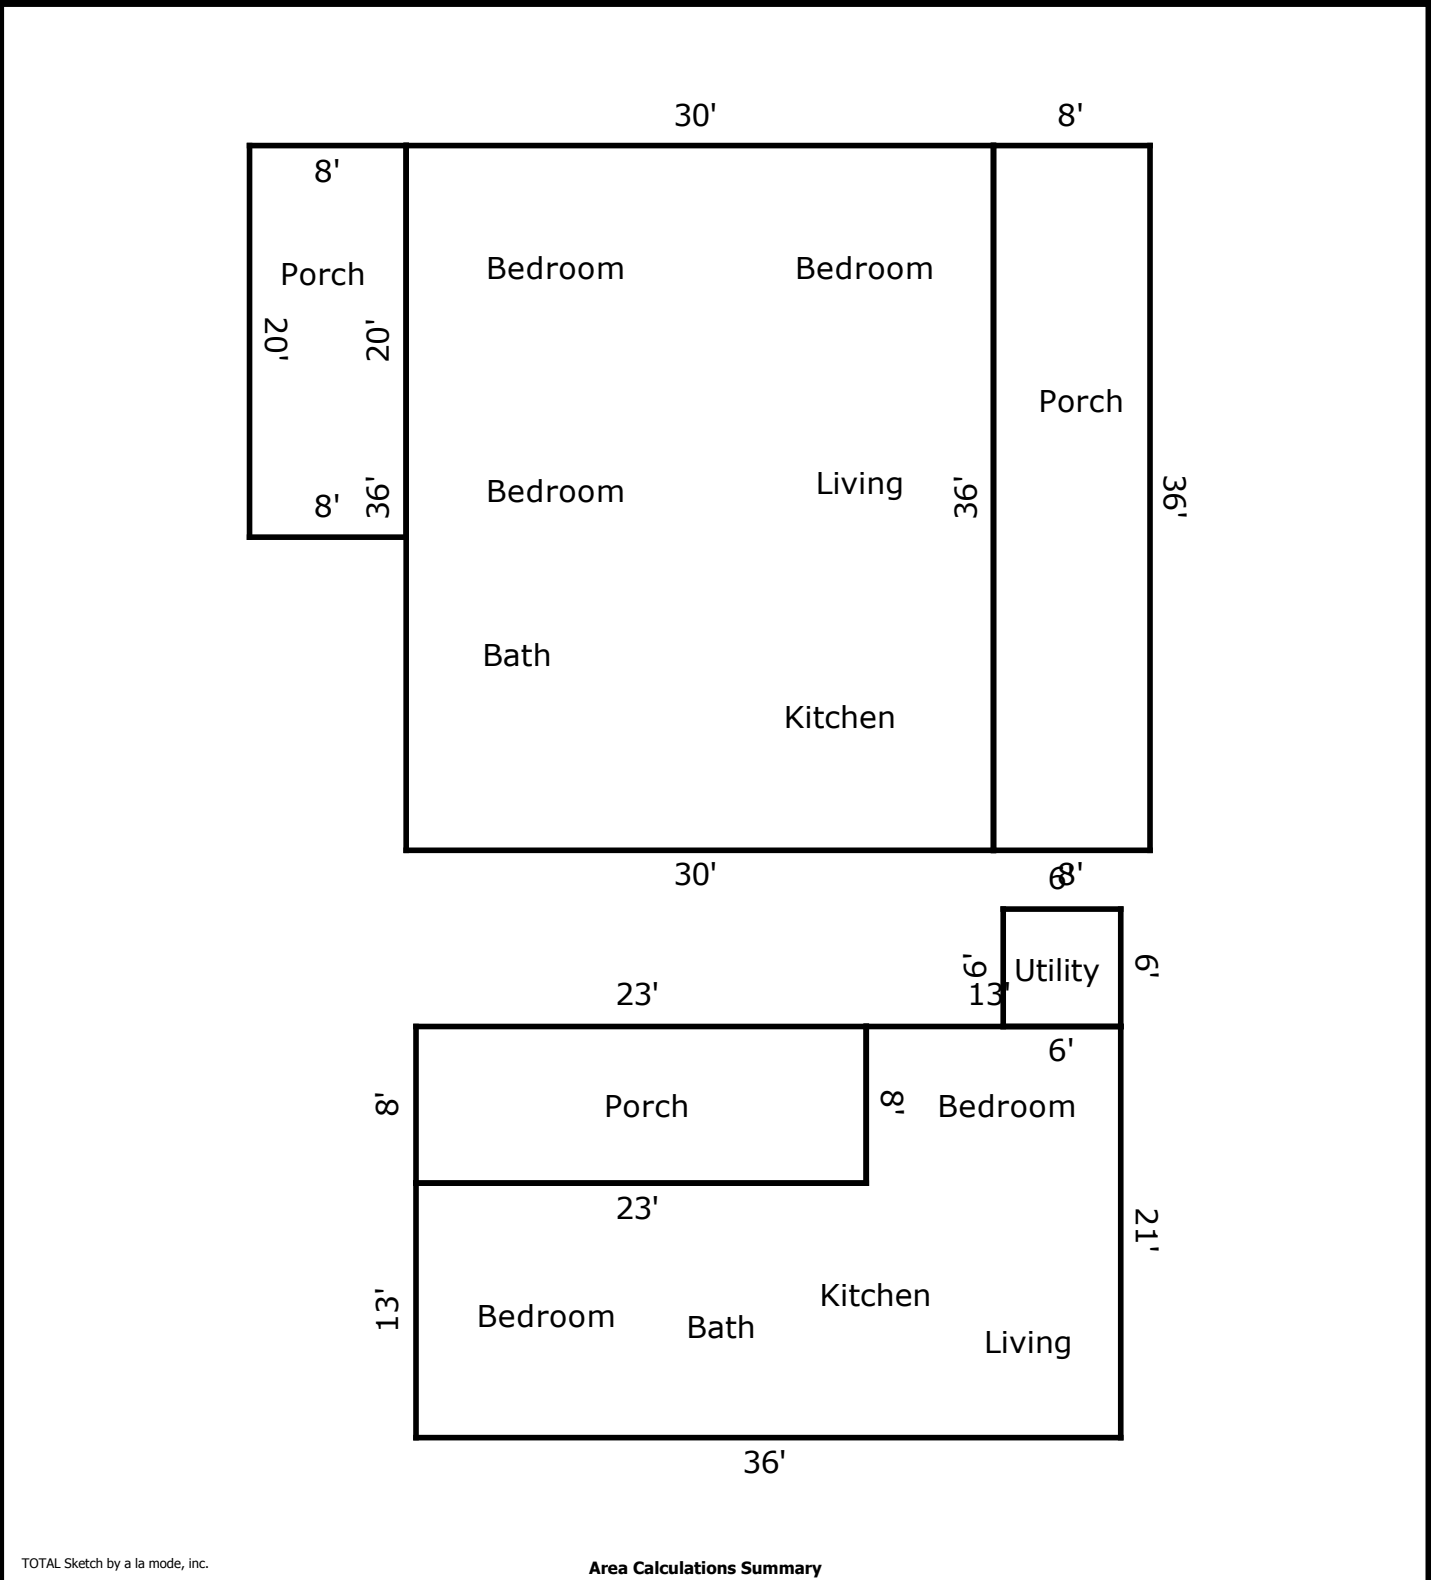 30' 8'
8'
Porch
Bedroom Bedroom
20' 20'
Porch
Living
Bedroom
36' 36' 36'
8'
Bath
Kitchen
30' 8'
6'
6' Utility 6'
23' 13'
6'
8' Porch 8' Bedroom
23'
21'
Kitchen
13' Bedroom Bath
Living
36'
TOTAL Sketch by a la mode, inc.
Area Calculations Summary